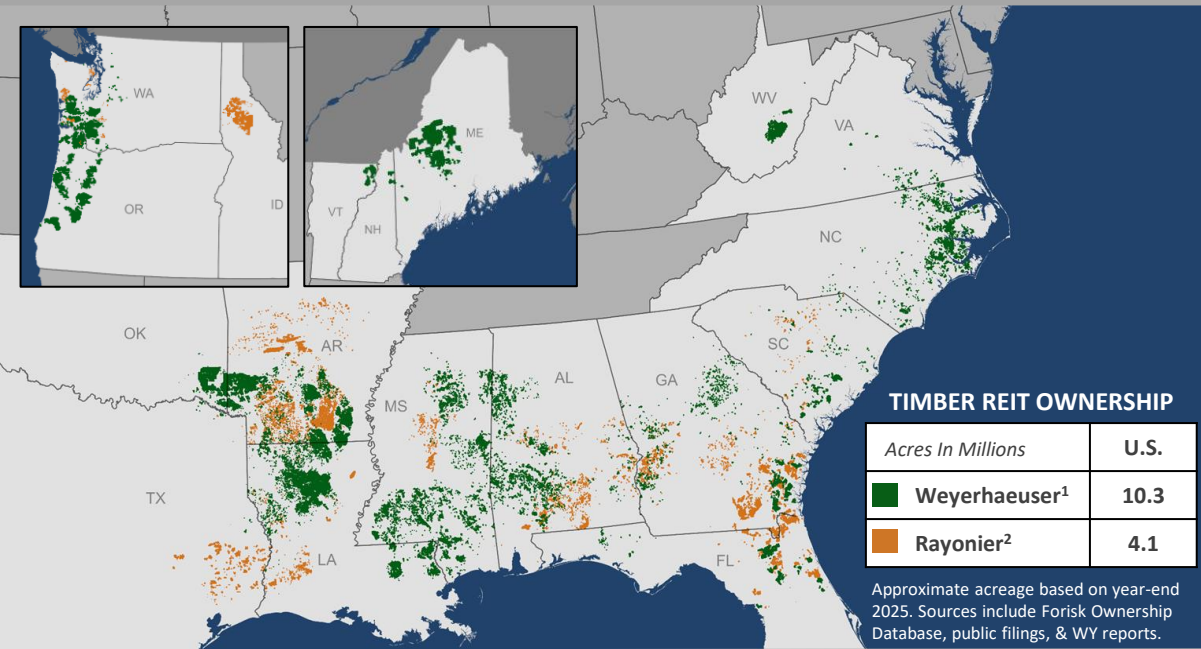 WA
OR
ID
ME
VT
NH
WV
VA
NC
OK
AR
SC
MS
AL
GA
TX
LA
FL
TIMBER REIT OWNERSHIP
Acres In Millions U.S.
Weyerhaeuser¹ 10.3
Rayonier² 4.1
Approximate acreage based on year-end
2025. Sources include Forisk Ownership
Database, public filings, & WY reports.